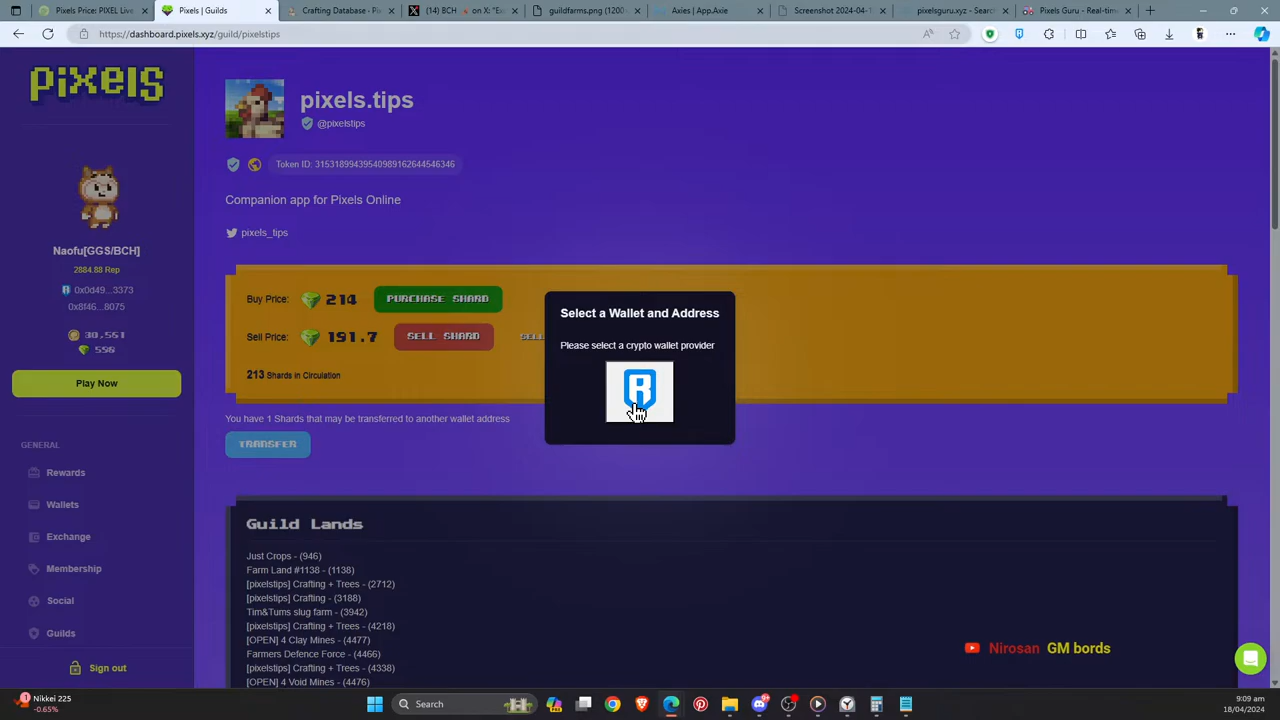 Pixels Price: PIXEL Live
Pixels | Guilds
Crafting Database - Pi
(14) BCH
on X: "Ex
guildfarms.png (1200
Axies | App.Axie
Screenshot 2024-04-1
pixelsguru.xyz - Searc
Pixels Guru - Real-time
https://dashboard.pixels.xyz/guild/pixelstips
pixels
pixels.tips
@pixelstips
Token ID: 31531899439540989162644546346
Companion app for Pixels Online
pixels_tips
Naofu[GGS/BCH]
2884.88 Rep
0x0d49...3373
0x8f46...8075
30,561
590
Play Now
GENERAL
Rewards
Wallets
Exchange
Membership
Social
Guilds
Sign out
Buy Price:
214
PURCHASE SHARD
Sell Price:
191.7
SELL SHARD
SELL
213 Shards in Circulation
Select a Wallet and Address
Please select a crypto wallet provider
You have 1 Shards that may be transferred to another wallet address
TRANSFER
Guild Lands
Just Crops - (946)
Farm Land #1138 - (1138)
[pixelstips] Crafting + Trees - (2712)
[pixelstips] Crafting - (3188)
Tim&Tums slug farm - (3942)
[pixelstips] Crafting + Trees - (4218)
[OPEN] 4 Clay Mines - (4477)
Farmers Defence Force - (4466)
[pixelstips] Crafting + Trees - (4338)
[OPEN] 4 Void Mines - (4476)
Nirosan GM bords
Nikkei 225
-0.65%
Search
9:09 am
18/04/2024